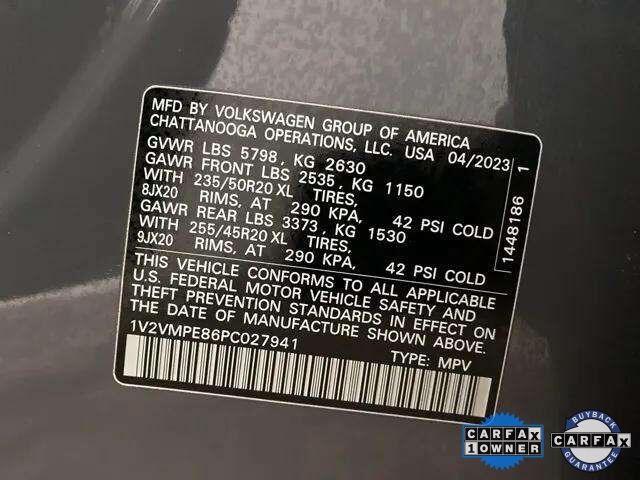 MFD BY VOLKSWAGEN GROUP OF AMERICA
CHATTANOOGA OPERATIONS, LLC. USA 04/2023
GVWR LBS 5798, KG 2630
GAWR FRONT LBS 2535, KG 1150
WITH 235/50R20 XL TIRES,
8JX20 RIMS, AT 290 KPA, 42 PSI COLD
GAWR REAR LBS 3373, KG 1530
WITH 255/45R20 XL TIRES,
9JX20 RIMS, AT 290 KPA, 42 PSI COLD
THIS VEHICLE CONFORMS TO ALL APPLICABLE
U.S. FEDERAL MOTOR VEHICLE SAFETY AND
THEFT PREVENTION STANDARDS IN EFFECT ON
THE DATE OF MANUFACTURE SHOWN ABOVE.
1V2VMPE86PC027941
TYPE: MPV
1448186 1
CARFAX
1 OWNER
BUYBACK
CARFAX
GUARANTEE